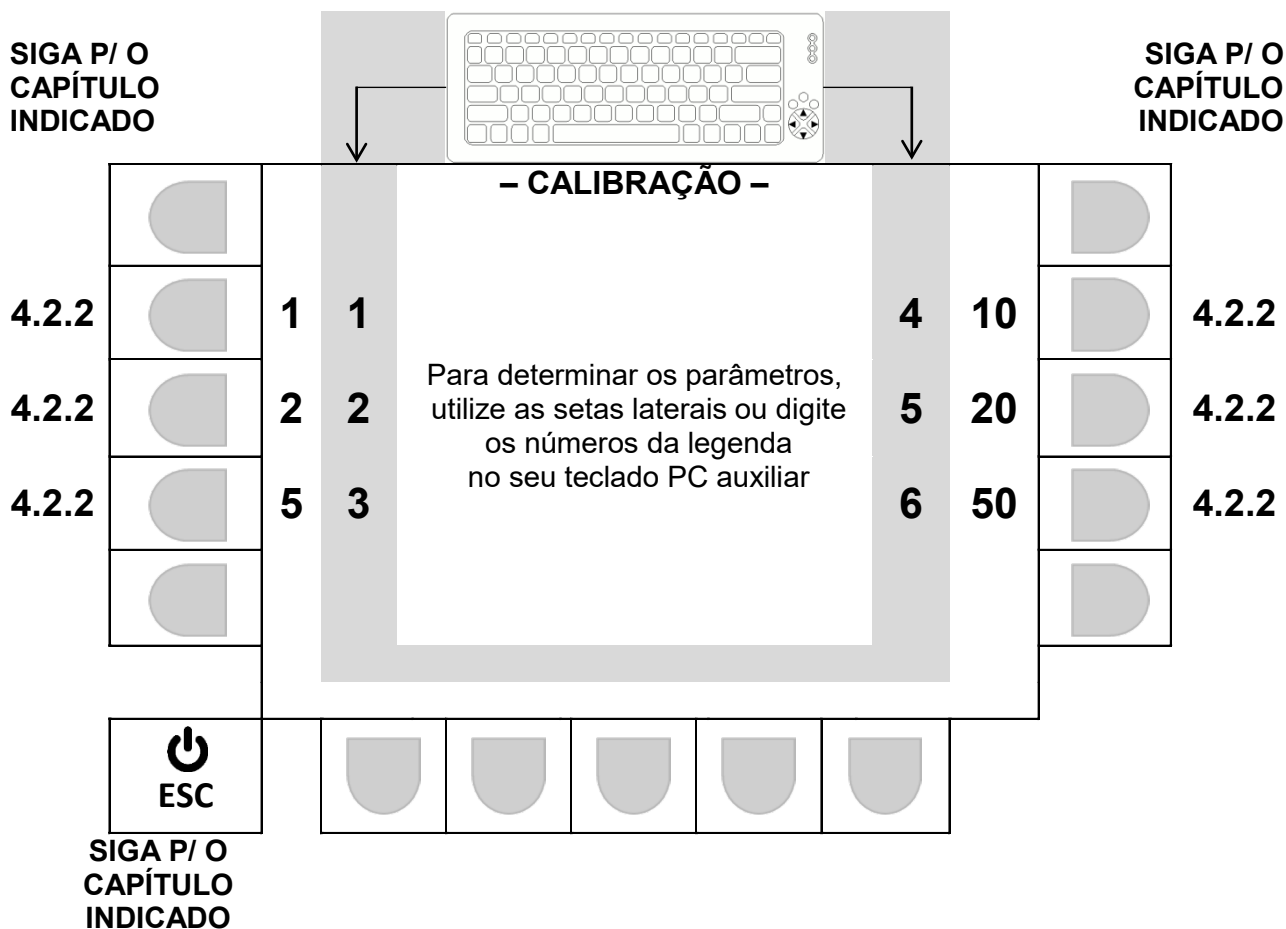 SIGA P/ O
CAPÍTULO
INDICADO
SIGA P/ O
CAPÍTULO
INDICADO
– CALIBRAÇÃO –
4.2.2 1 1 4 10 4.2.2
Para determinar os parâmetros,
4.2.2 2 2 utilize as setas laterais ou digite 5 20 4.2.2
os números da legenda
no seu teclado PC auxiliar
4.2.2 5 3 6 50 4.2.2
ESC
SIGA P/ O
CAPÍTULO
INDICADO